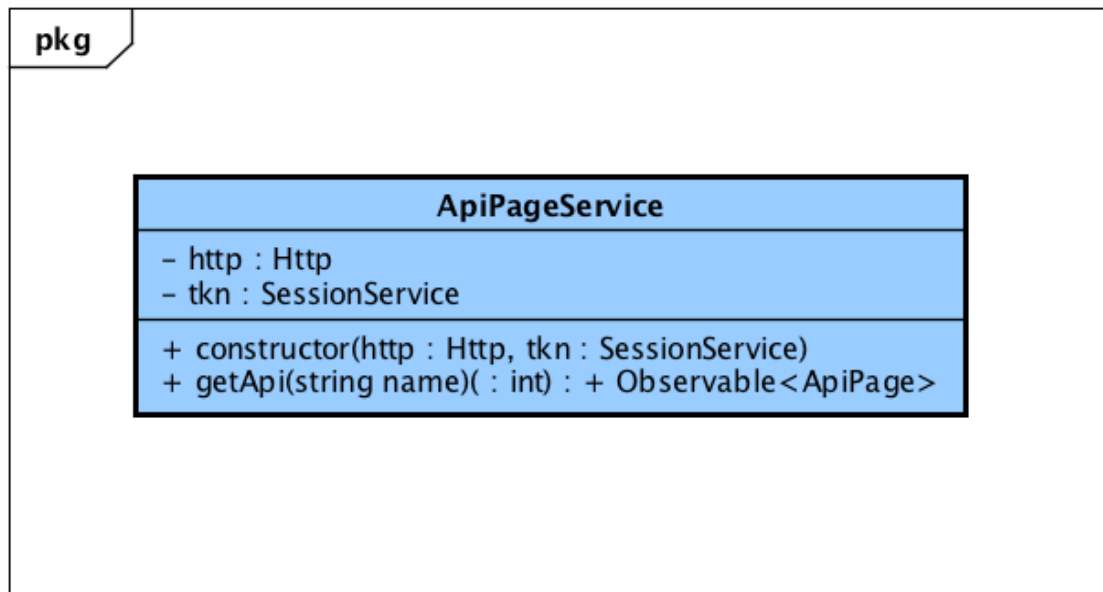 pkg
ApiPageService
– http : Http
– tkn : SessionService
+ constructor(http : Http, tkn : SessionService)
+ getApi(string name)( : int) : + Observable<ApiPage>